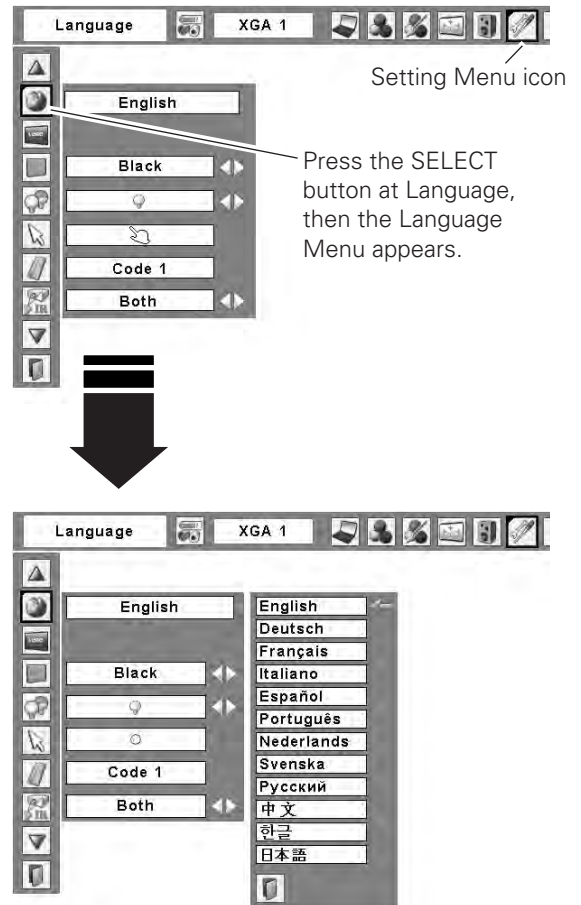 Language
XGA 1
Setting Menu icon
English
Press the SELECT
button at Language,
then the Language
Menu appears.
Black
Code 1
Both
IR
Language
XGA 1
English
English
Deutsch
Français
Black
Italiano
Español
Português
Nederlands
Code 1
Svenska
Русский
Both
IR
中文
한글
日本語